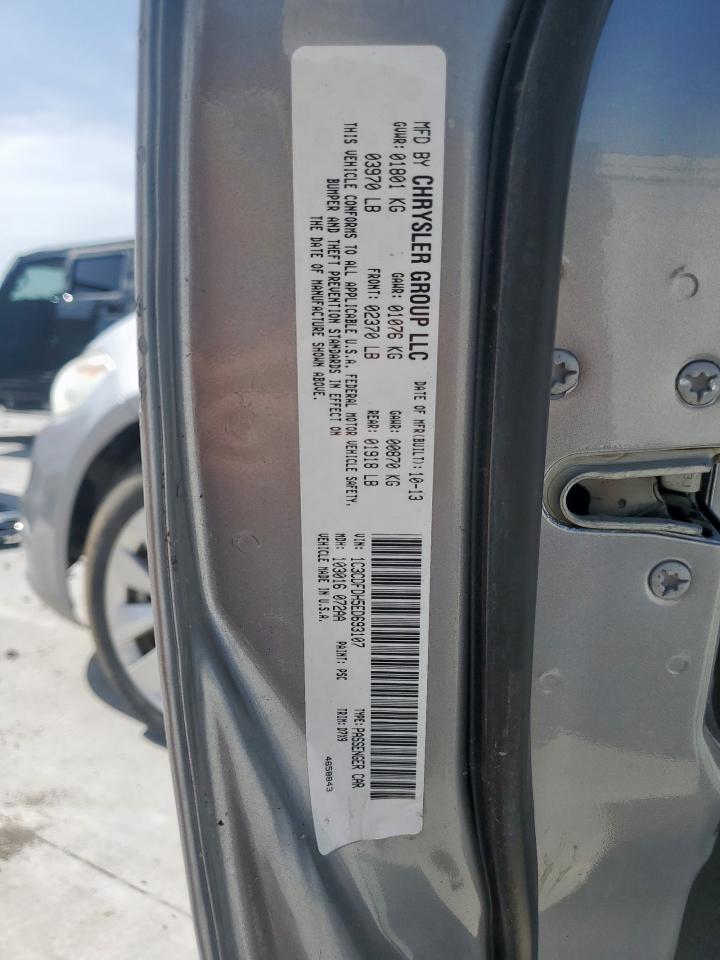 MFD BY CHRYSLER GROUP LLC DATE OF MFR(BUILT): 10-13
GVWR: 01801 KG GAWR: 01076 KG GAWR: 00870 KG
03970 LB FRONT: 02370 LB REAR: 01918 LB
THIS VEHICLE CONFORMS TO ALL APPLICABLE U.S.A. FEDERAL MOTOR VEHICLE SAFETY,
BUMPER AND THEFT PREVENTION STANDARDS IN EFFECT ON
THE DATE OF MANUFACTURE SHOWN ABOVE.
VIN: 1C3CDFDH5ED693107 TYPE: PASSENGER CAR
MDH: 103016 072AA PAINT: PSC TRIM: D7X9
VEHICLE MADE IN U.S.A. 4658843